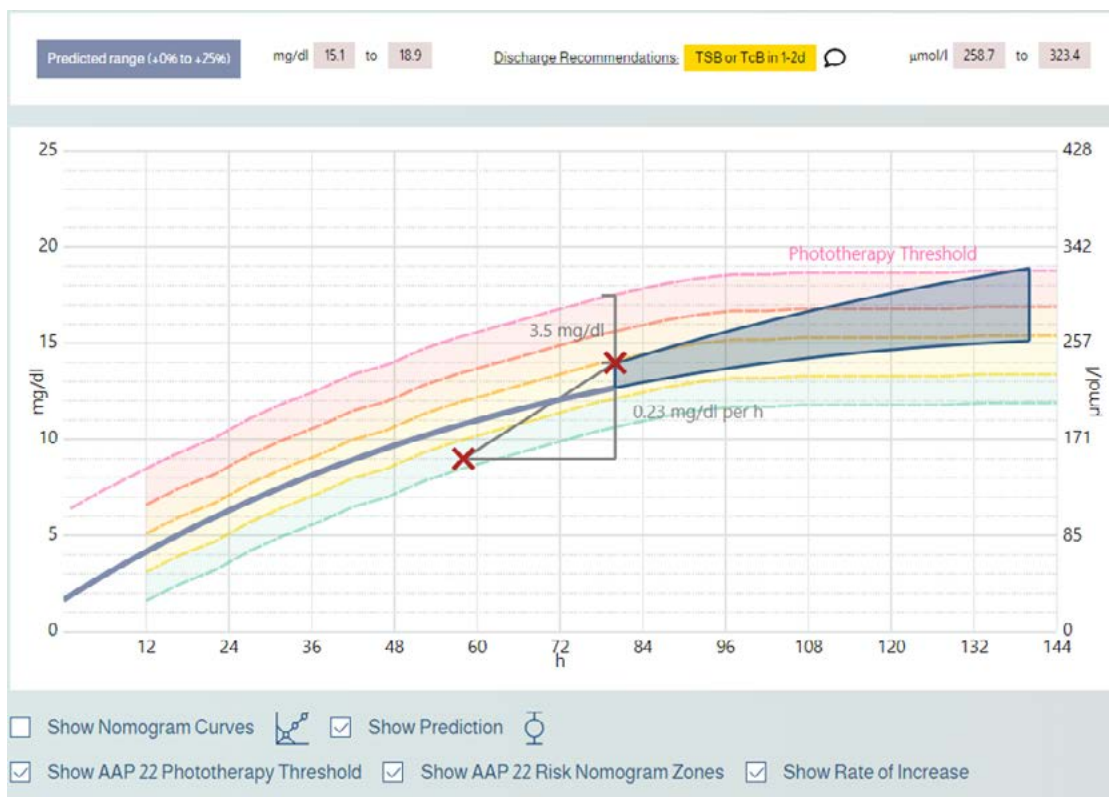 Predicted range (+0% to +25%) mg/dl 15.1 to 18.9 Discharge Recommendations: TSB or TcB in 1-2d µmol/l 258.7 to 323.4
25 428
20 342
Phototherapy Threshold
3.5 mg/dl
15 257
mg/dl µmol/l
0.23 mg/dl per h
10 171
5 85
0 0
12 24 36 48 60 72 84 96 108 120 132 144
h
Show Nomogram Curves Show Prediction
Show AAP 22 Phototherapy Threshold Show AAP 22 Risk Nomogram Zones Show Rate of Increase